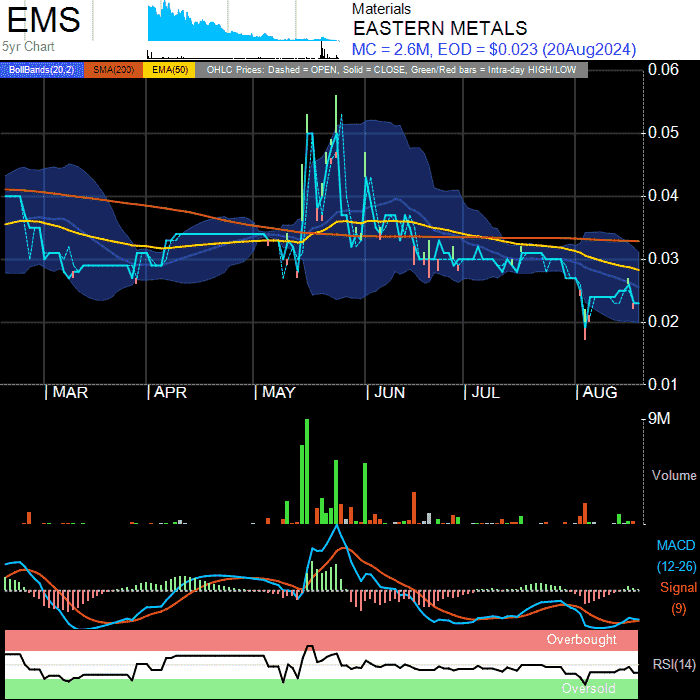 EMS
5yr Chart
Materials
EASTERN METALS
MC = 2.6M, EOD = $0.023 (20Aug2024)
BollBands(20,2) SMA(200) EMA(50) OHLC Prices: Dashed = OPEN, Solid = CLOSE, Green/Red bars = Intra-day HIGH/LOW
0.06
0.05
0.04
0.03
0.02
0.01
MAR APR MAY JUN JUL AUG
9M
Volume
MACD
(12-26)
Signal
(9)
Overbought
RSI(14)
Oversold